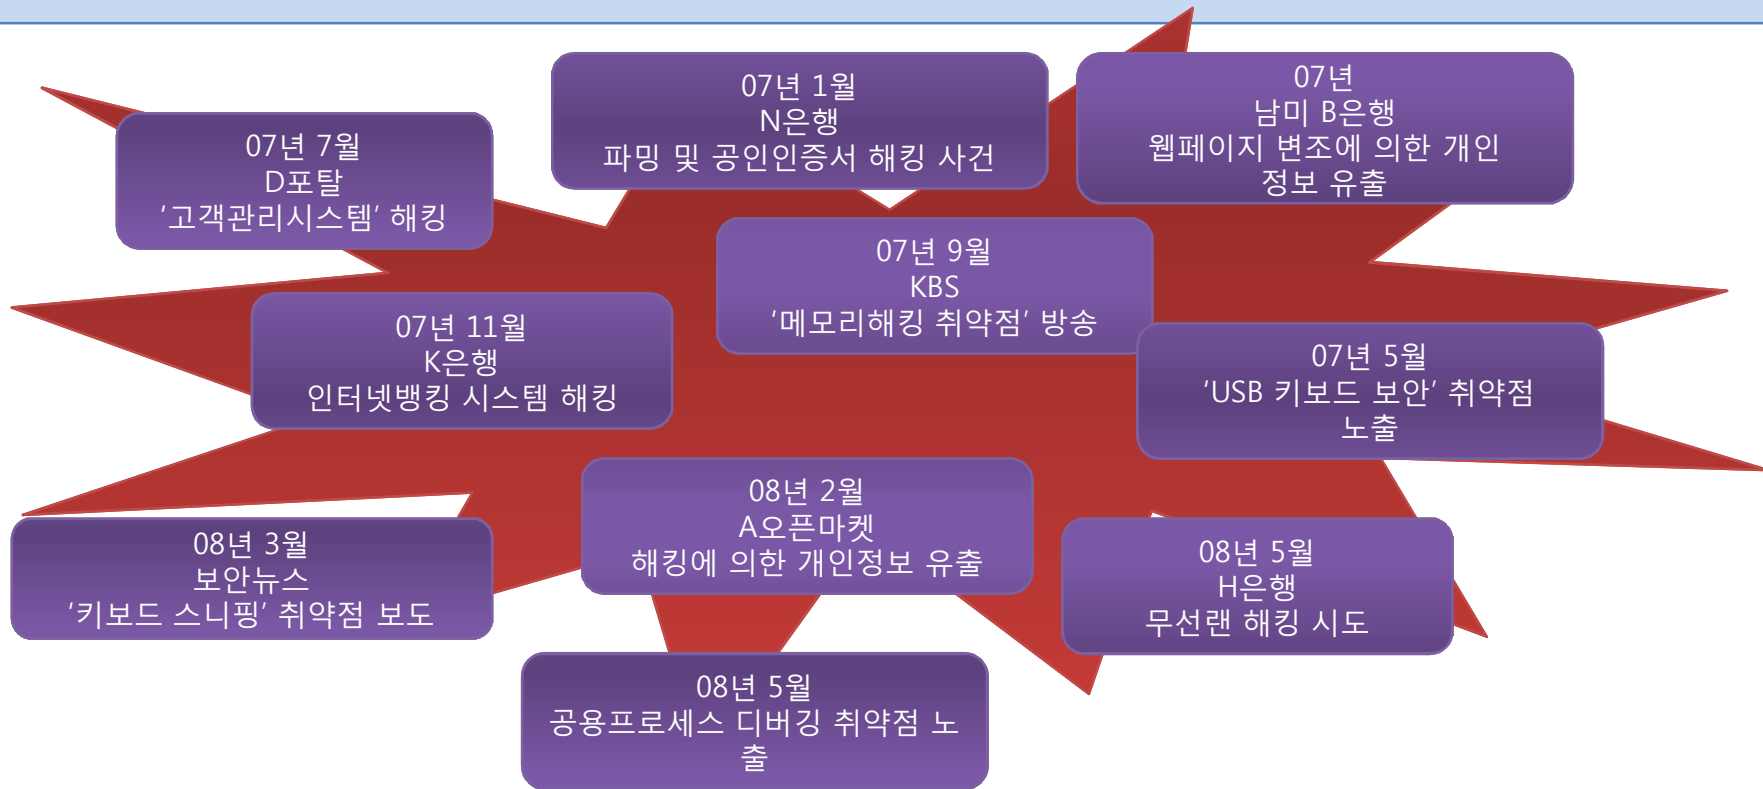 07년 1월
N은행
파밍 및 공인인증서 해킹 사건
07년
남미 B은행
웹페이지 변조에 의한 개인
정보 유출
07년 7월
D포탈
‘고객관리시스템’ 해킹
07년 9월
KBS
‘메모리해킹 취약점’ 방송
07년 11월
K은행
인터넷뱅킹 시스템 해킹
07년 5월
‘USB 키보드 보안’ 취약점
노출
08년 2월
A오픈마켓
해킹에 의한 개인정보 유출
08년 3월
보안뉴스
‘키보드 스니핑’ 취약점 보도
08년 5월
H은행
무선랜 해킹 시도
08년 5월
공용프로세스 디버깅 취약점 노
출